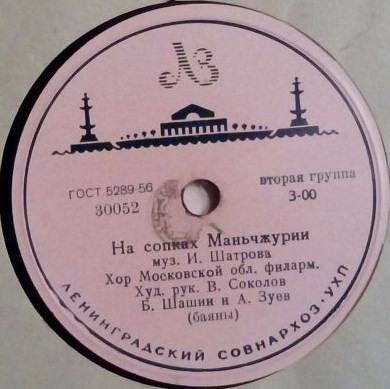 ЛЗ
ГОСТ 5289-56
30052
вторая группа
3-00
На сопках Маньчжурии
муз. И. Шатрова
Хор Московской обл. филарм.
Худ. рук. В. Соколов
Б. Шашин и А. Зуев
(баяны)
ЛЕНИНГРАДСКИЙ СОВНАРХОЗ-УХП